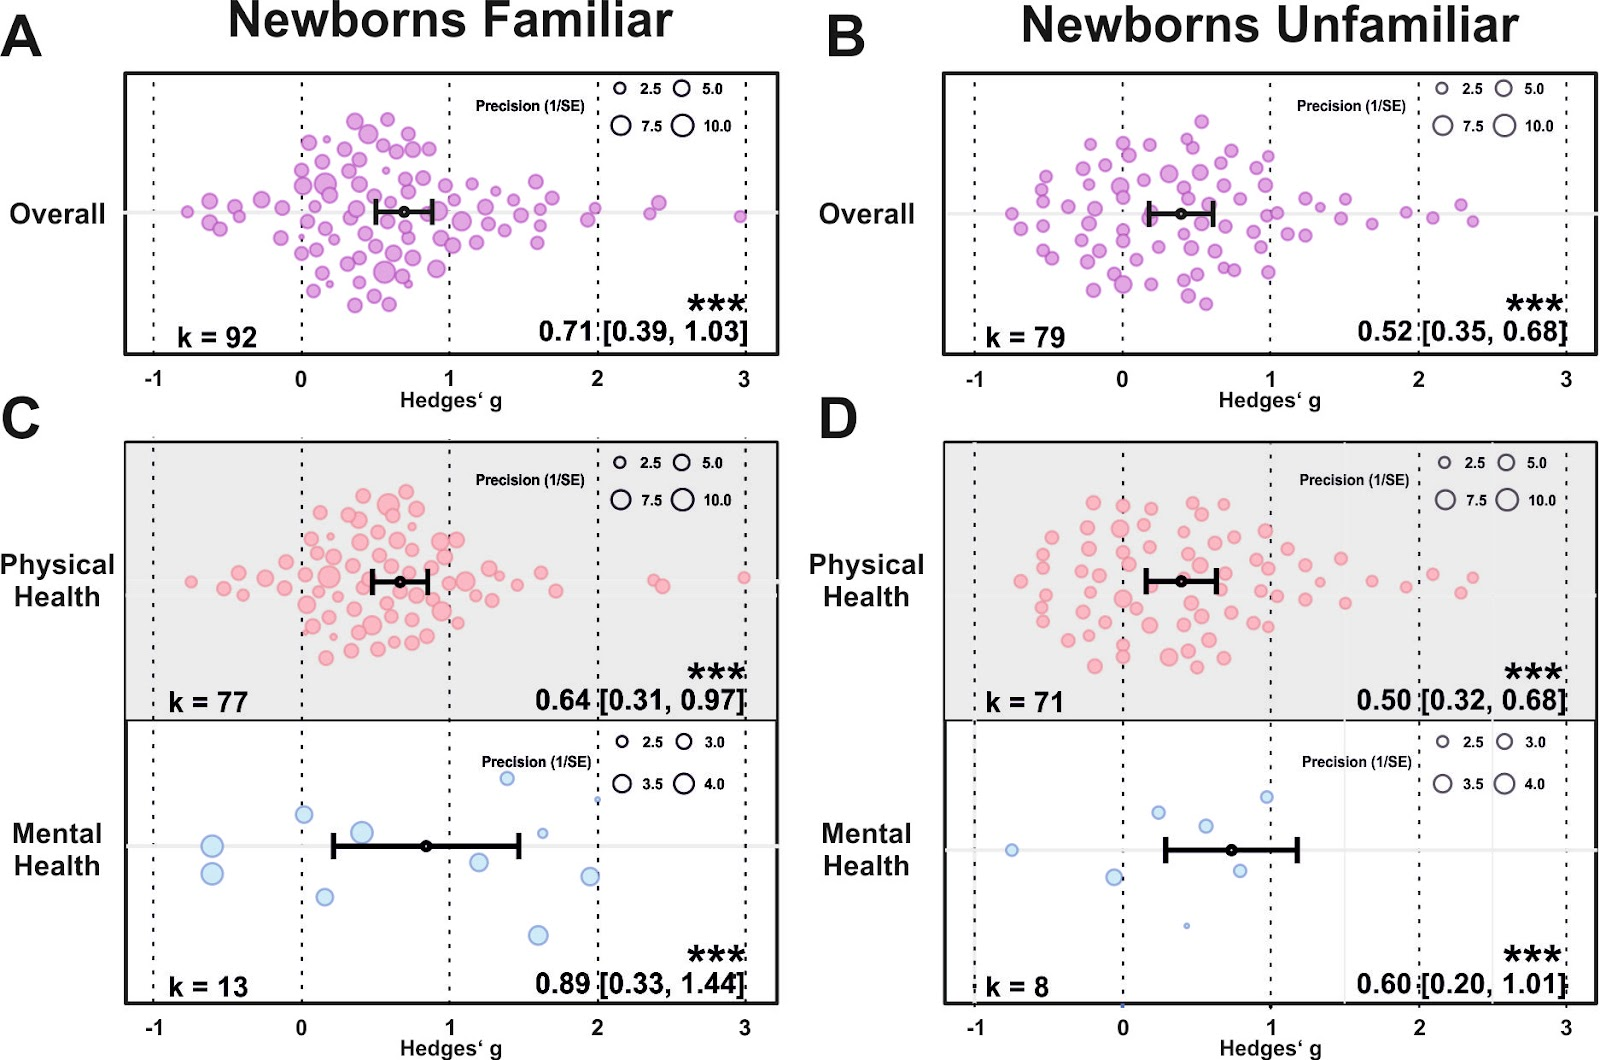 A
Newborns Familiar
Precision (1/SE)
2.5 5.0
7.5 10.0
Overall
***
k = 92
0.71 [0.39, 1.03]
-1 0 1 2 3
Hedges‘ g
B
Newborns Unfamiliar
Precision (1/SE)
2.5 5.0
7.5 10.0
Overall
***
k = 79
0.52 [0.35, 0.68]
-1 0 1 2 3
Hedges‘ g
C
Precision (1/SE)
2.5 5.0
7.5 10.0
Physical
Health
***
k = 77
0.64 [0.31, 0.97]
Precision (1/SE)
2.5 3.0
3.5 4.0
Mental
Health
***
k = 13
0.89 [0.33, 1.44]
-1 0 1 2 3
Hedges‘ g
D
Precision (1/SE)
2.5 5.0
7.5 10.0
Physical
Health
***
k = 71
0.50 [0.32, 0.68]
Precision (1/SE)
2.5 3.0
3.5 4.0
Mental
Health
***
k = 8
0.60 [0.20, 1.01]
-1 0 1 2 3
Hedges‘ g